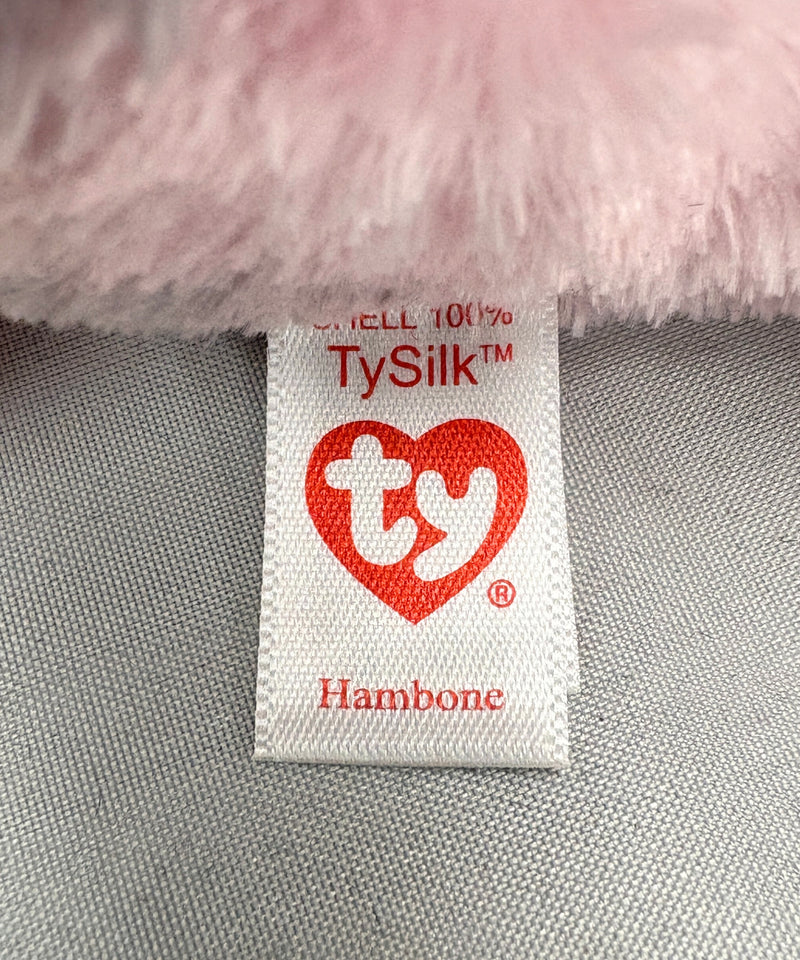 SHELL 100%
TySilk™
ty®
Hambone